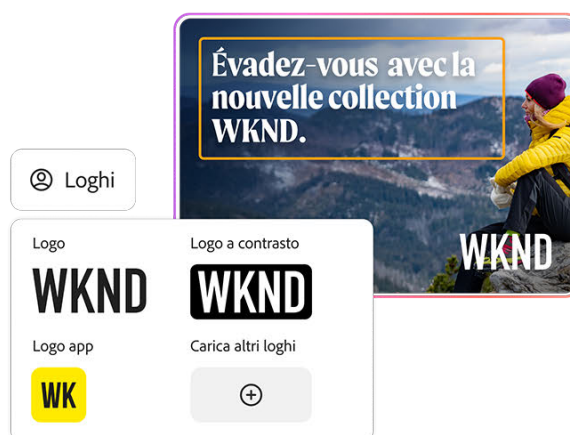 Évadez-vous avec la
nouvelle collection
WKND.
WKND
Loghi
Logo
Logo a contrasto
WKND
WKND
Logo app
Carica altri loghi
WK